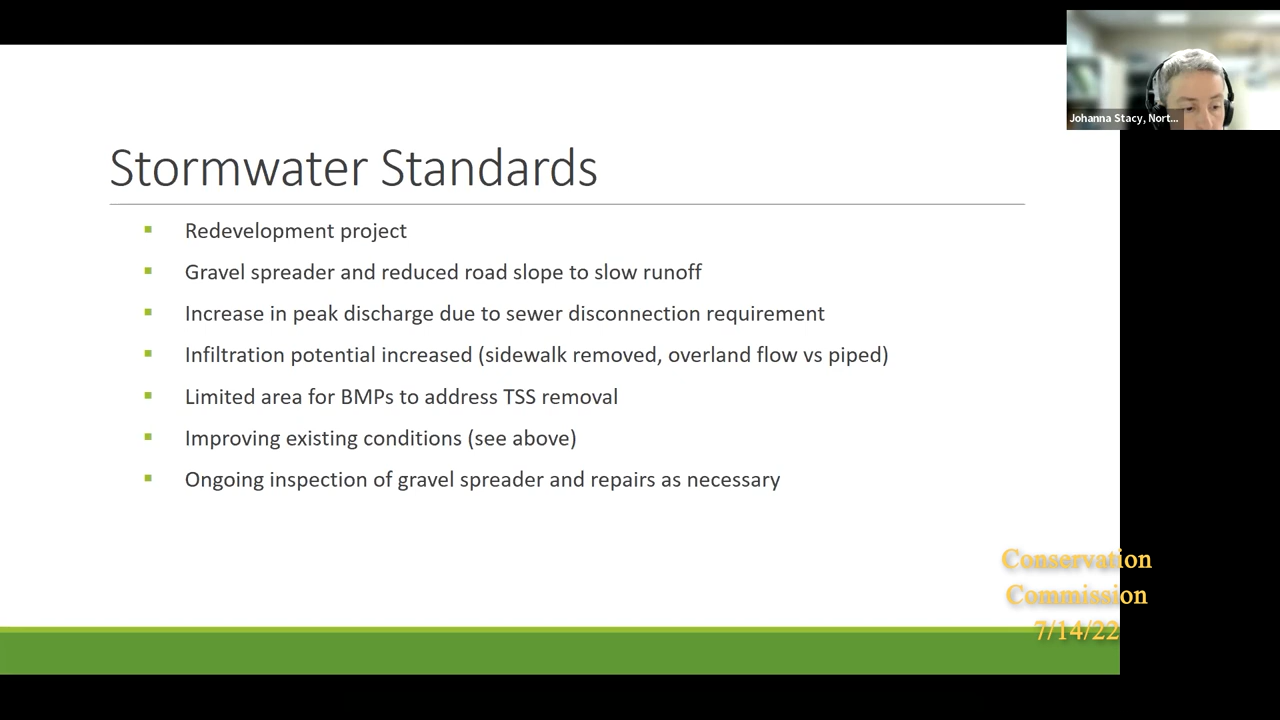 Johanna Stacy, Nort...
Stormwater Standards
Redevelopment project
Gravel spreader and reduced road slope to slow runoff
Increase in peak discharge due to sewer disconnection requirement
Infiltration potential increased (sidewalk removed, overland flow vs piped)
Limited area for BMPs to address TSS removal
Improving existing conditions (see above)
Ongoing inspection of gravel spreader and repairs as necessary
Conservation
Commission
7/14/22